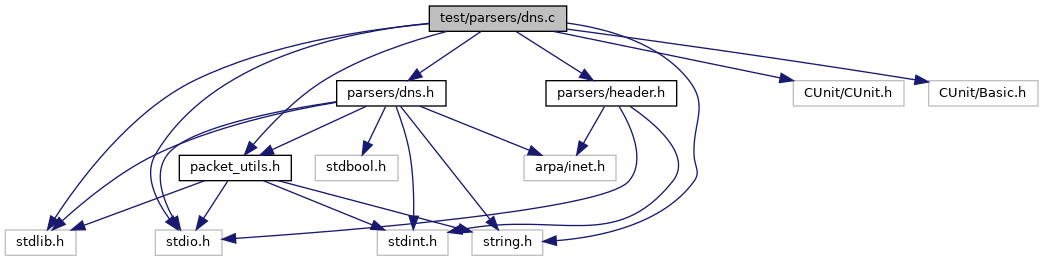 test/parsers/dns.c
parsers/dns.h
parsers/header.h
CUnit/CUnit.h
CUnit/Basic.h
packet_utils.h
stdbool.h
arpa/inet.h
stdlib.h
stdio.h
stdint.h
string.h